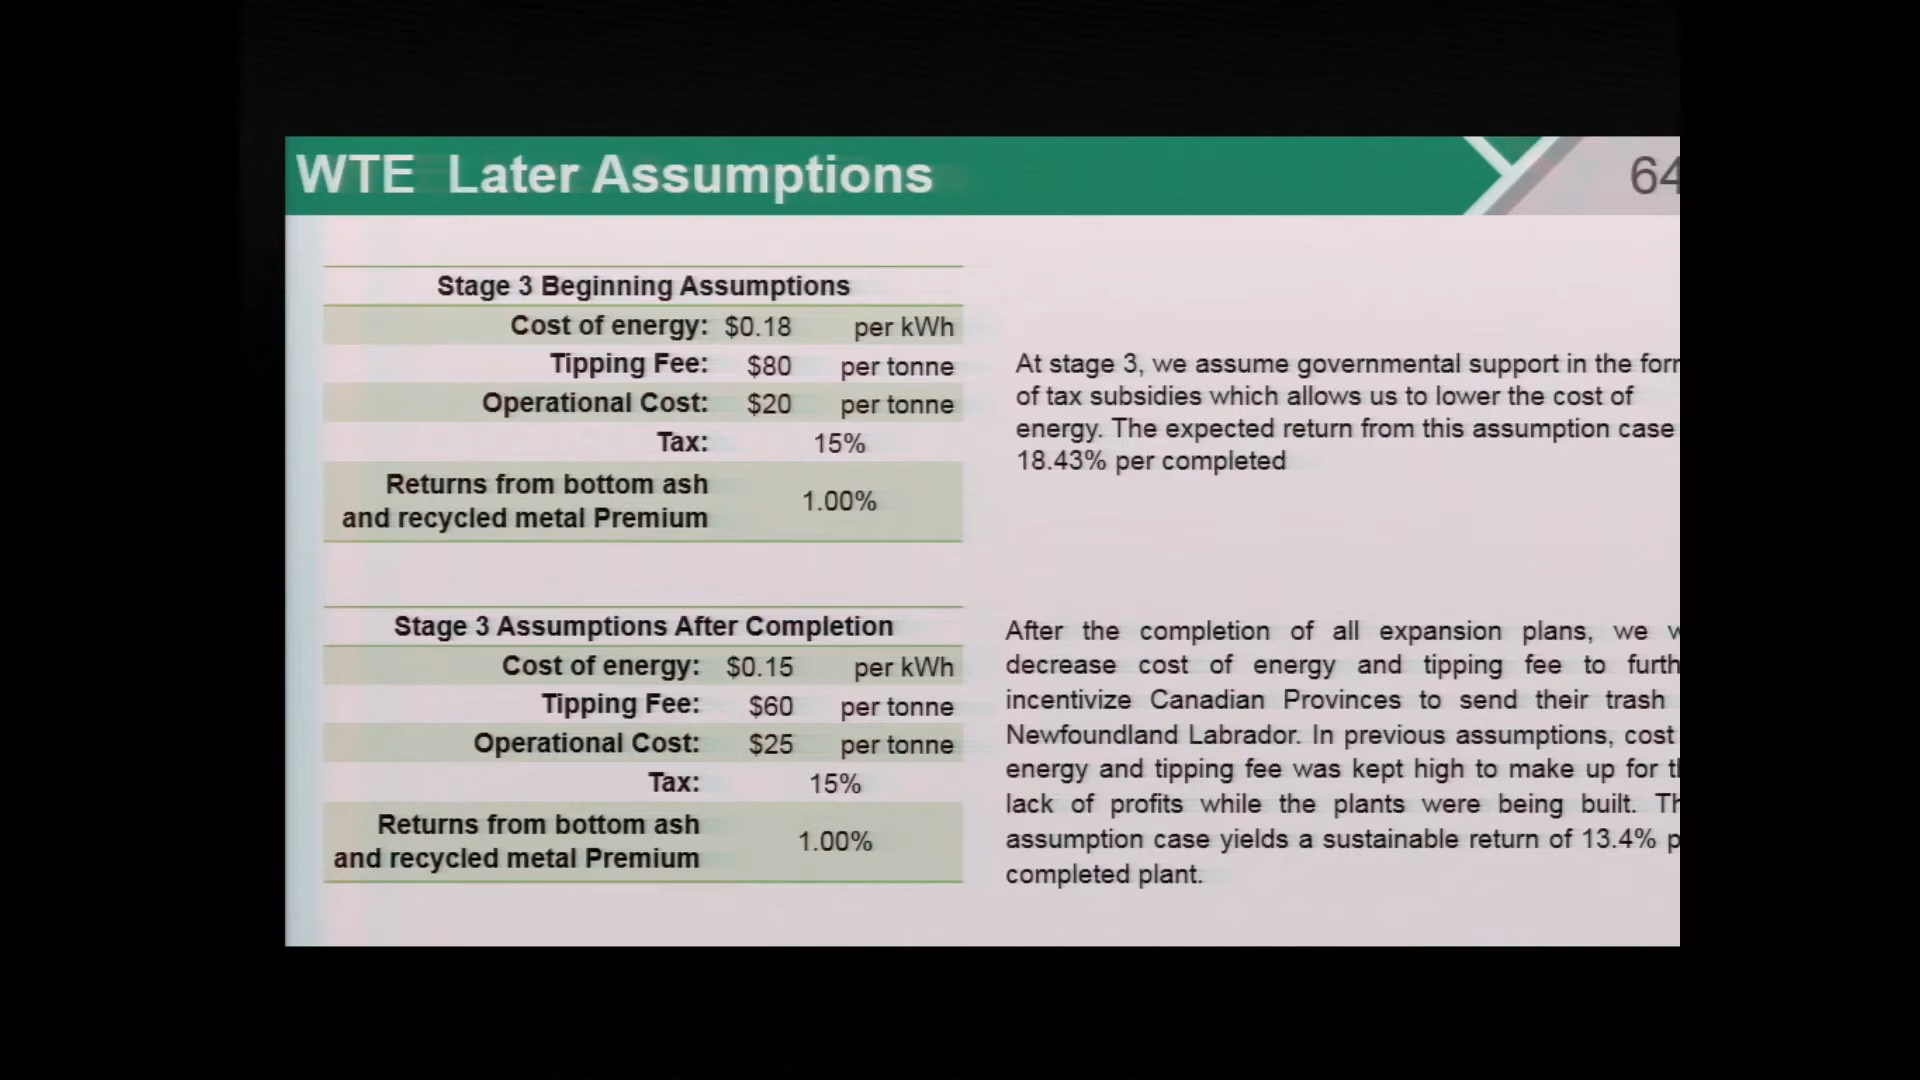 WTE Later Assumptions
64
Stage 3 Beginning Assumptions
Cost of energy: $0.18 per kWh
Tipping Fee: $80 per tonne
Operational Cost: $20 per tonne
Tax: 15%
Returns from bottom ash
and recycled metal Premium
1.00%
At stage 3, we assume governmental support in the
of tax subsidies which allows us to lower the cost of
energy. The expected return from this assumption case
18.43% per completed
Stage 3 Assumptions After Completion
Cost of energy: $0.15 per kWh
Tipping Fee: $60 per tonne
Operational Cost: $25 per tonne
Tax: 15%
Returns from bottom ash
and recycled metal Premium
1.00%
After the completion of all expansion plans, we
decrease cost of energy and tipping fee to
incentivize Canadian Provinces to send their trash
Newfoundland Labrador. In previous assumptions, cost
energy and tipping fee was kept high to make up for
lack of profits while the plants were being built.
assumption case yields a sustainable return of 13.4%
completed plant.